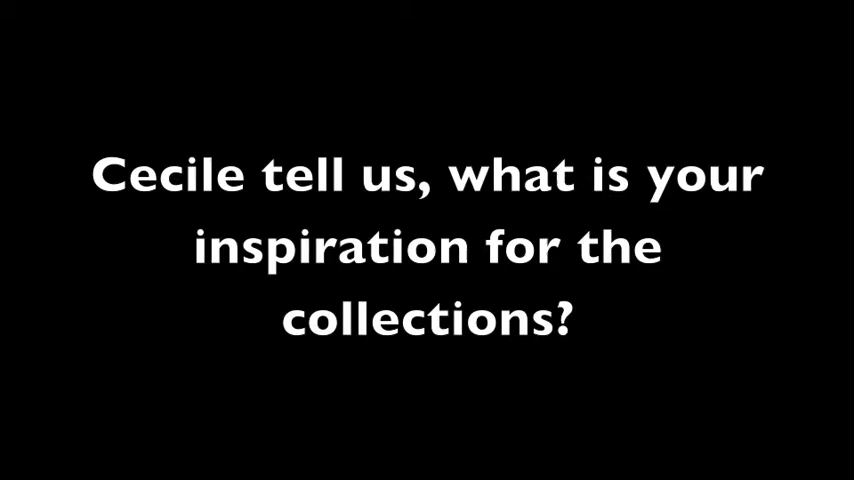 Cecile tell us, what is your
inspiration for the
collections?